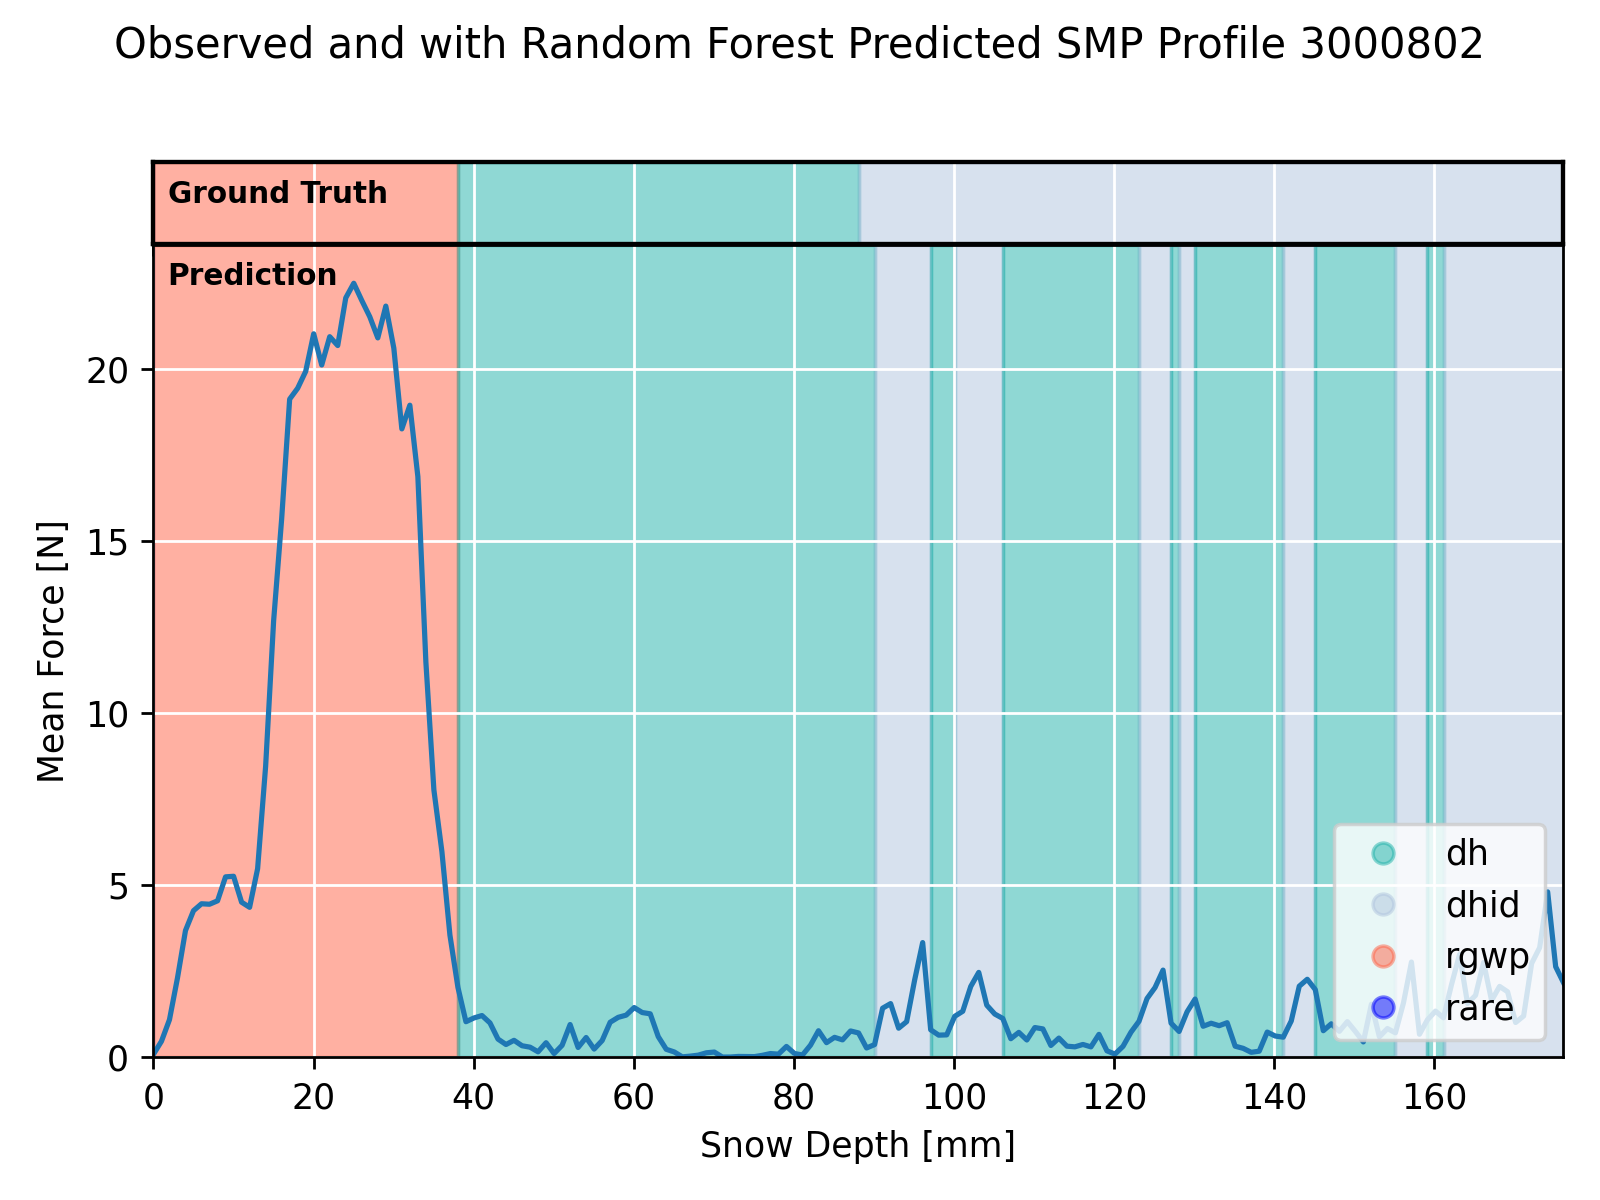 Observed and with Random Forest Predicted SMP Profile 3000802
Ground Truth
Prediction
Mean Force [N]
20
15
10
5
0
dh
dhid
rgwp
rare
0 20 40 60 80 100 120 140 160
Snow Depth [mm]